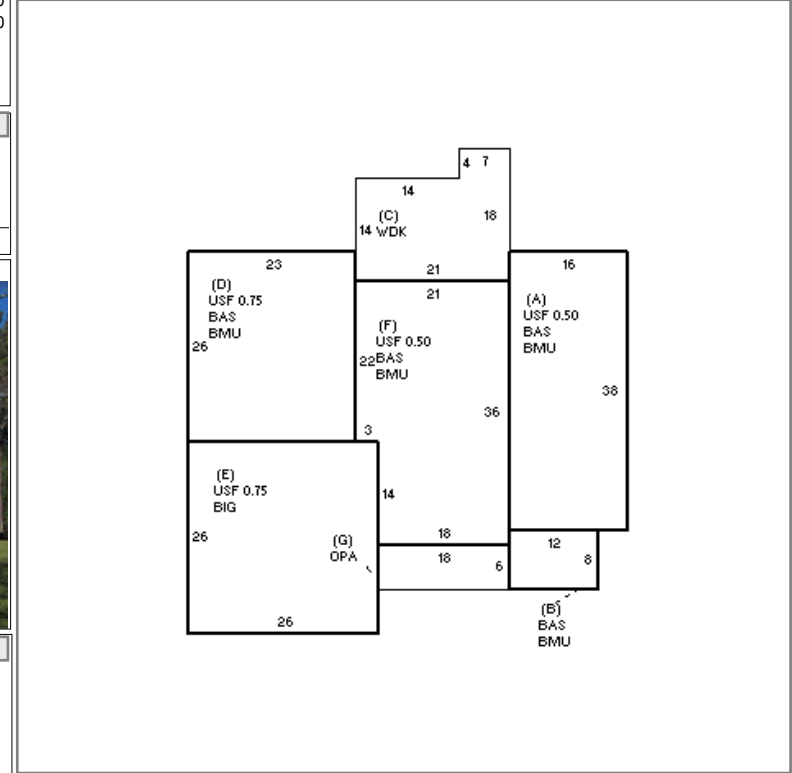 0
4 7
14
(C)
14 WDK
18
21
23
(D)
USF 0.75
BAS
BMU
26
21
(F)
USF 0.50
22BAS
BMU
36
3
14
18
16
(A)
USF 0.50
BAS
BMU
38
(E)
USF 0.75
BIG
26
26
(G)
OPA
18
6
12
8
(B)
BAS
BMU